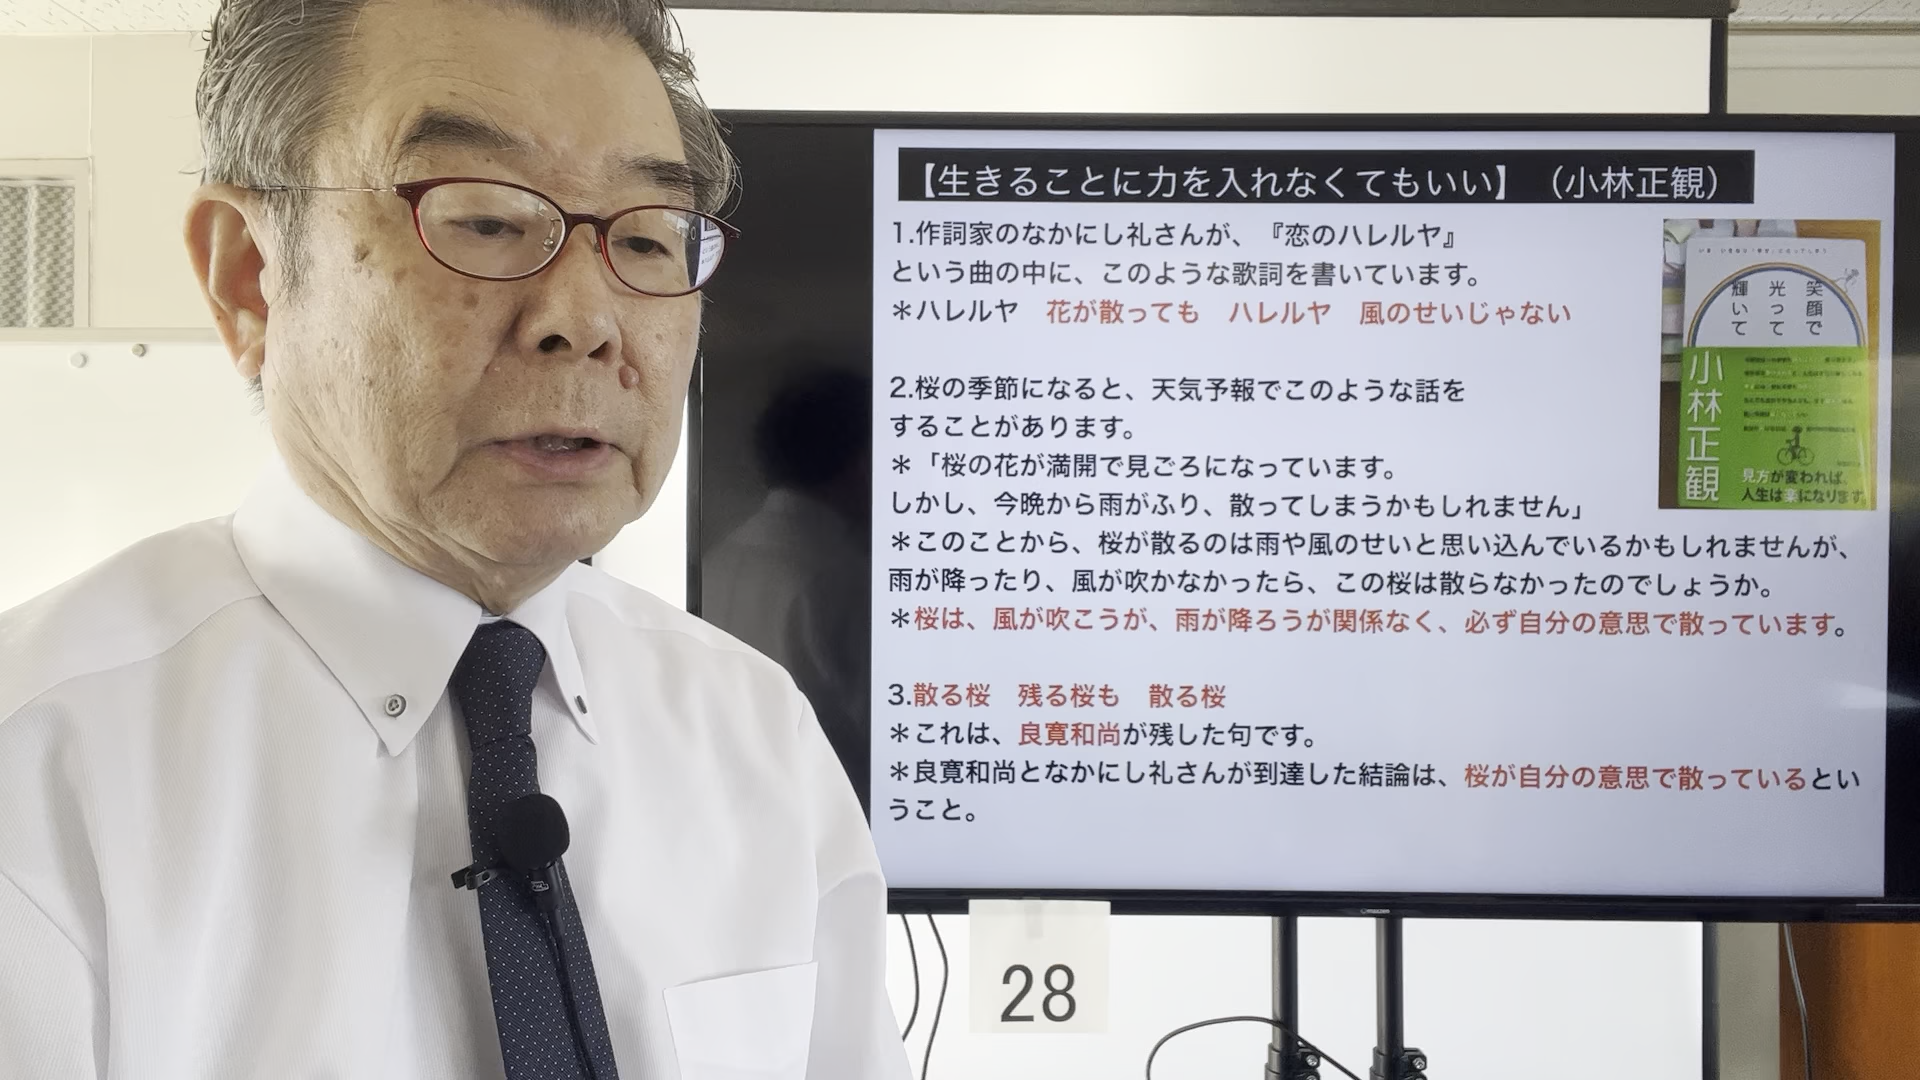 【生きることに力を入れなくてもいい】（小林正観）
1.作詞家のなかにし礼さんが、『恋のハレルヤ』
という曲の中に、このような歌詞を書いています。
＊ハレルヤ　花が散っても　ハレルヤ　風のせいじゃない
2.桜の季節になると、天気予報でこのような話を
することがあります。
＊「桜の花が満開で見ごろになっています。
しかし、今晩から雨がふり、散ってしまうかもしれません」
＊このことから、桜が散るのは雨や風のせいと思い込んでいるかもしれませんが、
雨が降ったり、風が吹かなかったら、この桜は散らなかったのでしょうか。
＊桜は、風が吹こうが、雨が降ろうが関係なく、必ず自分の意思で散っています。
3.散る桜　残る桜も　散る桜
＊これは、良寛和尚が残した句です。
＊良寛和尚となかにし礼さんが到達した結論は、桜が自分の意思で散っているとい
うこと。
笑顔で
光って
輝いて
小林正観
見方が変われば、
人生は楽になります。
28